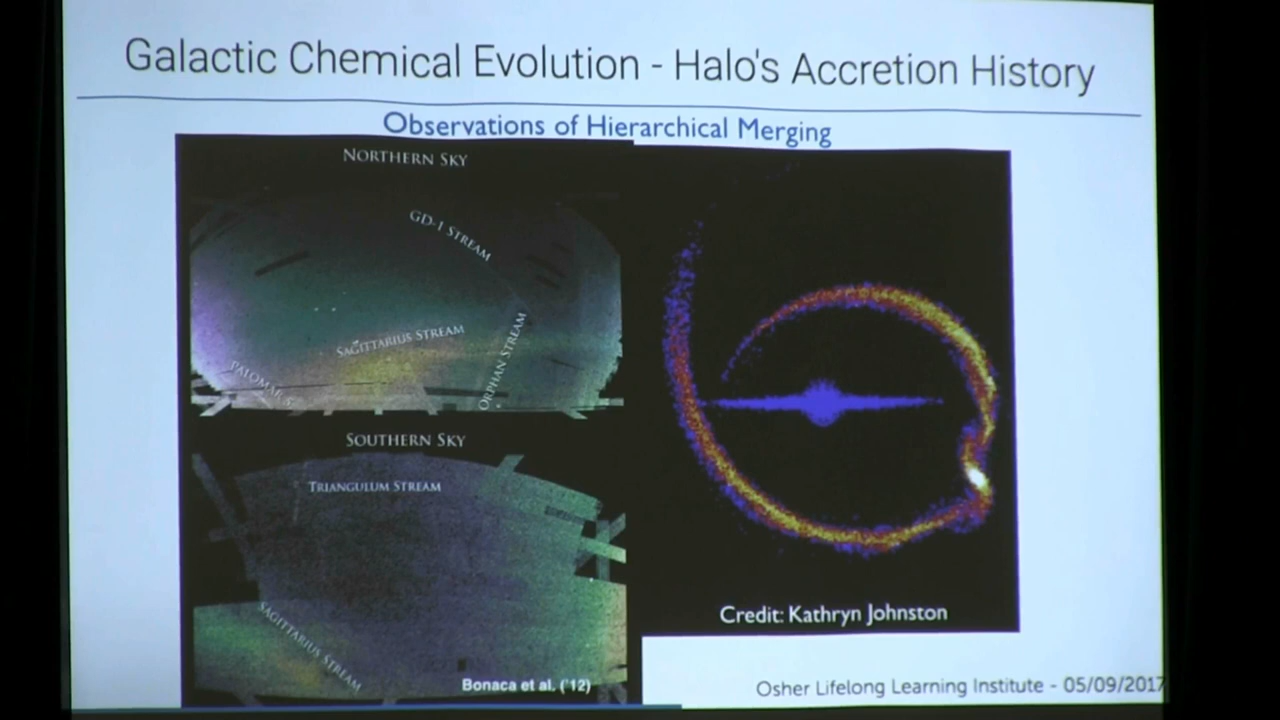 Galactic Chemical Evolution - Halo's Accretion History
Observations of Hierarchical Merging
NORTHERN SKY
GD-1 STREAM
SAGITTARIUS STREAM
ORPHAN STREAM
PALOMAR 5
SOUTHERN SKY
TRIANGULUM STREAM
SAGITTARIUS STREAM
Bonaca et al. ('12)
Credit: Kathryn Johnston
Osher Lifelong Learning Institute - 05/09/2017